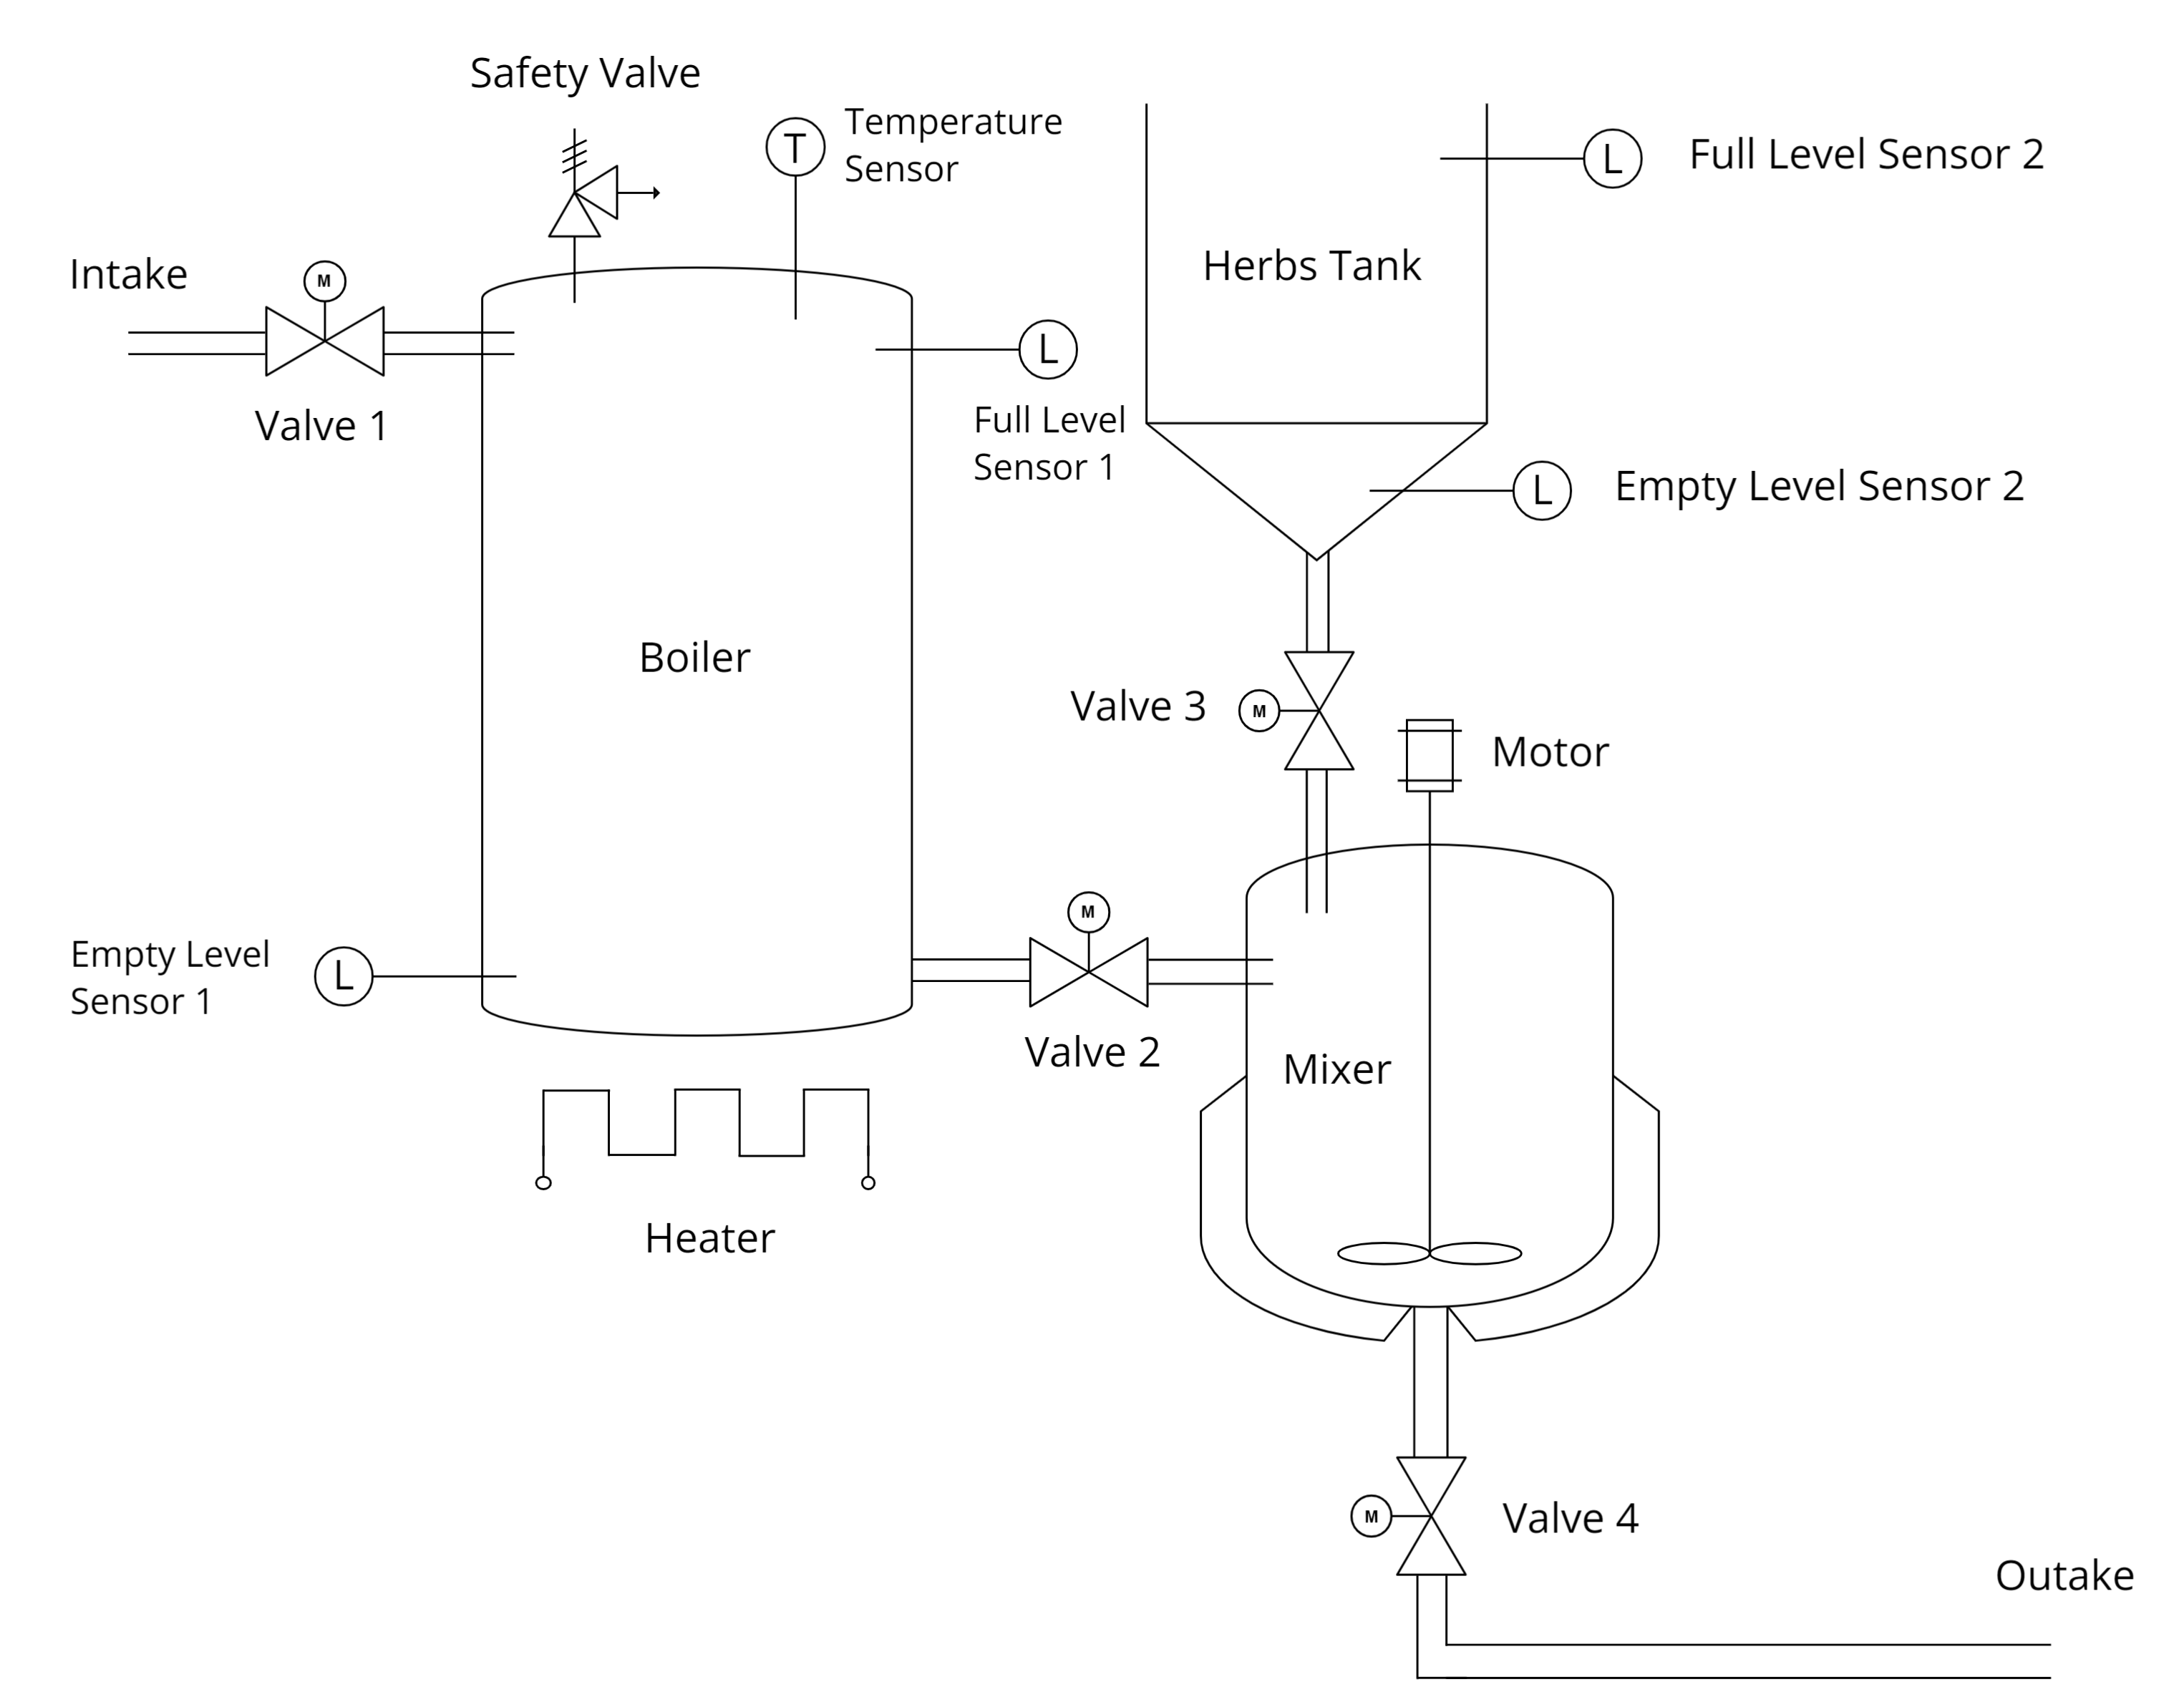 Safety Valve
T
Temperature
Sensor
L
Full Level Sensor 2
Intake
M
Herbs Tank
L
Valve 1
Full Level
Sensor 1
L
Empty Level Sensor 2
Boiler
Valve 3
M
Motor
M
Empty Level
Sensor 1
L
Valve 2
Mixer
Heater
M
Valve 4
Outake